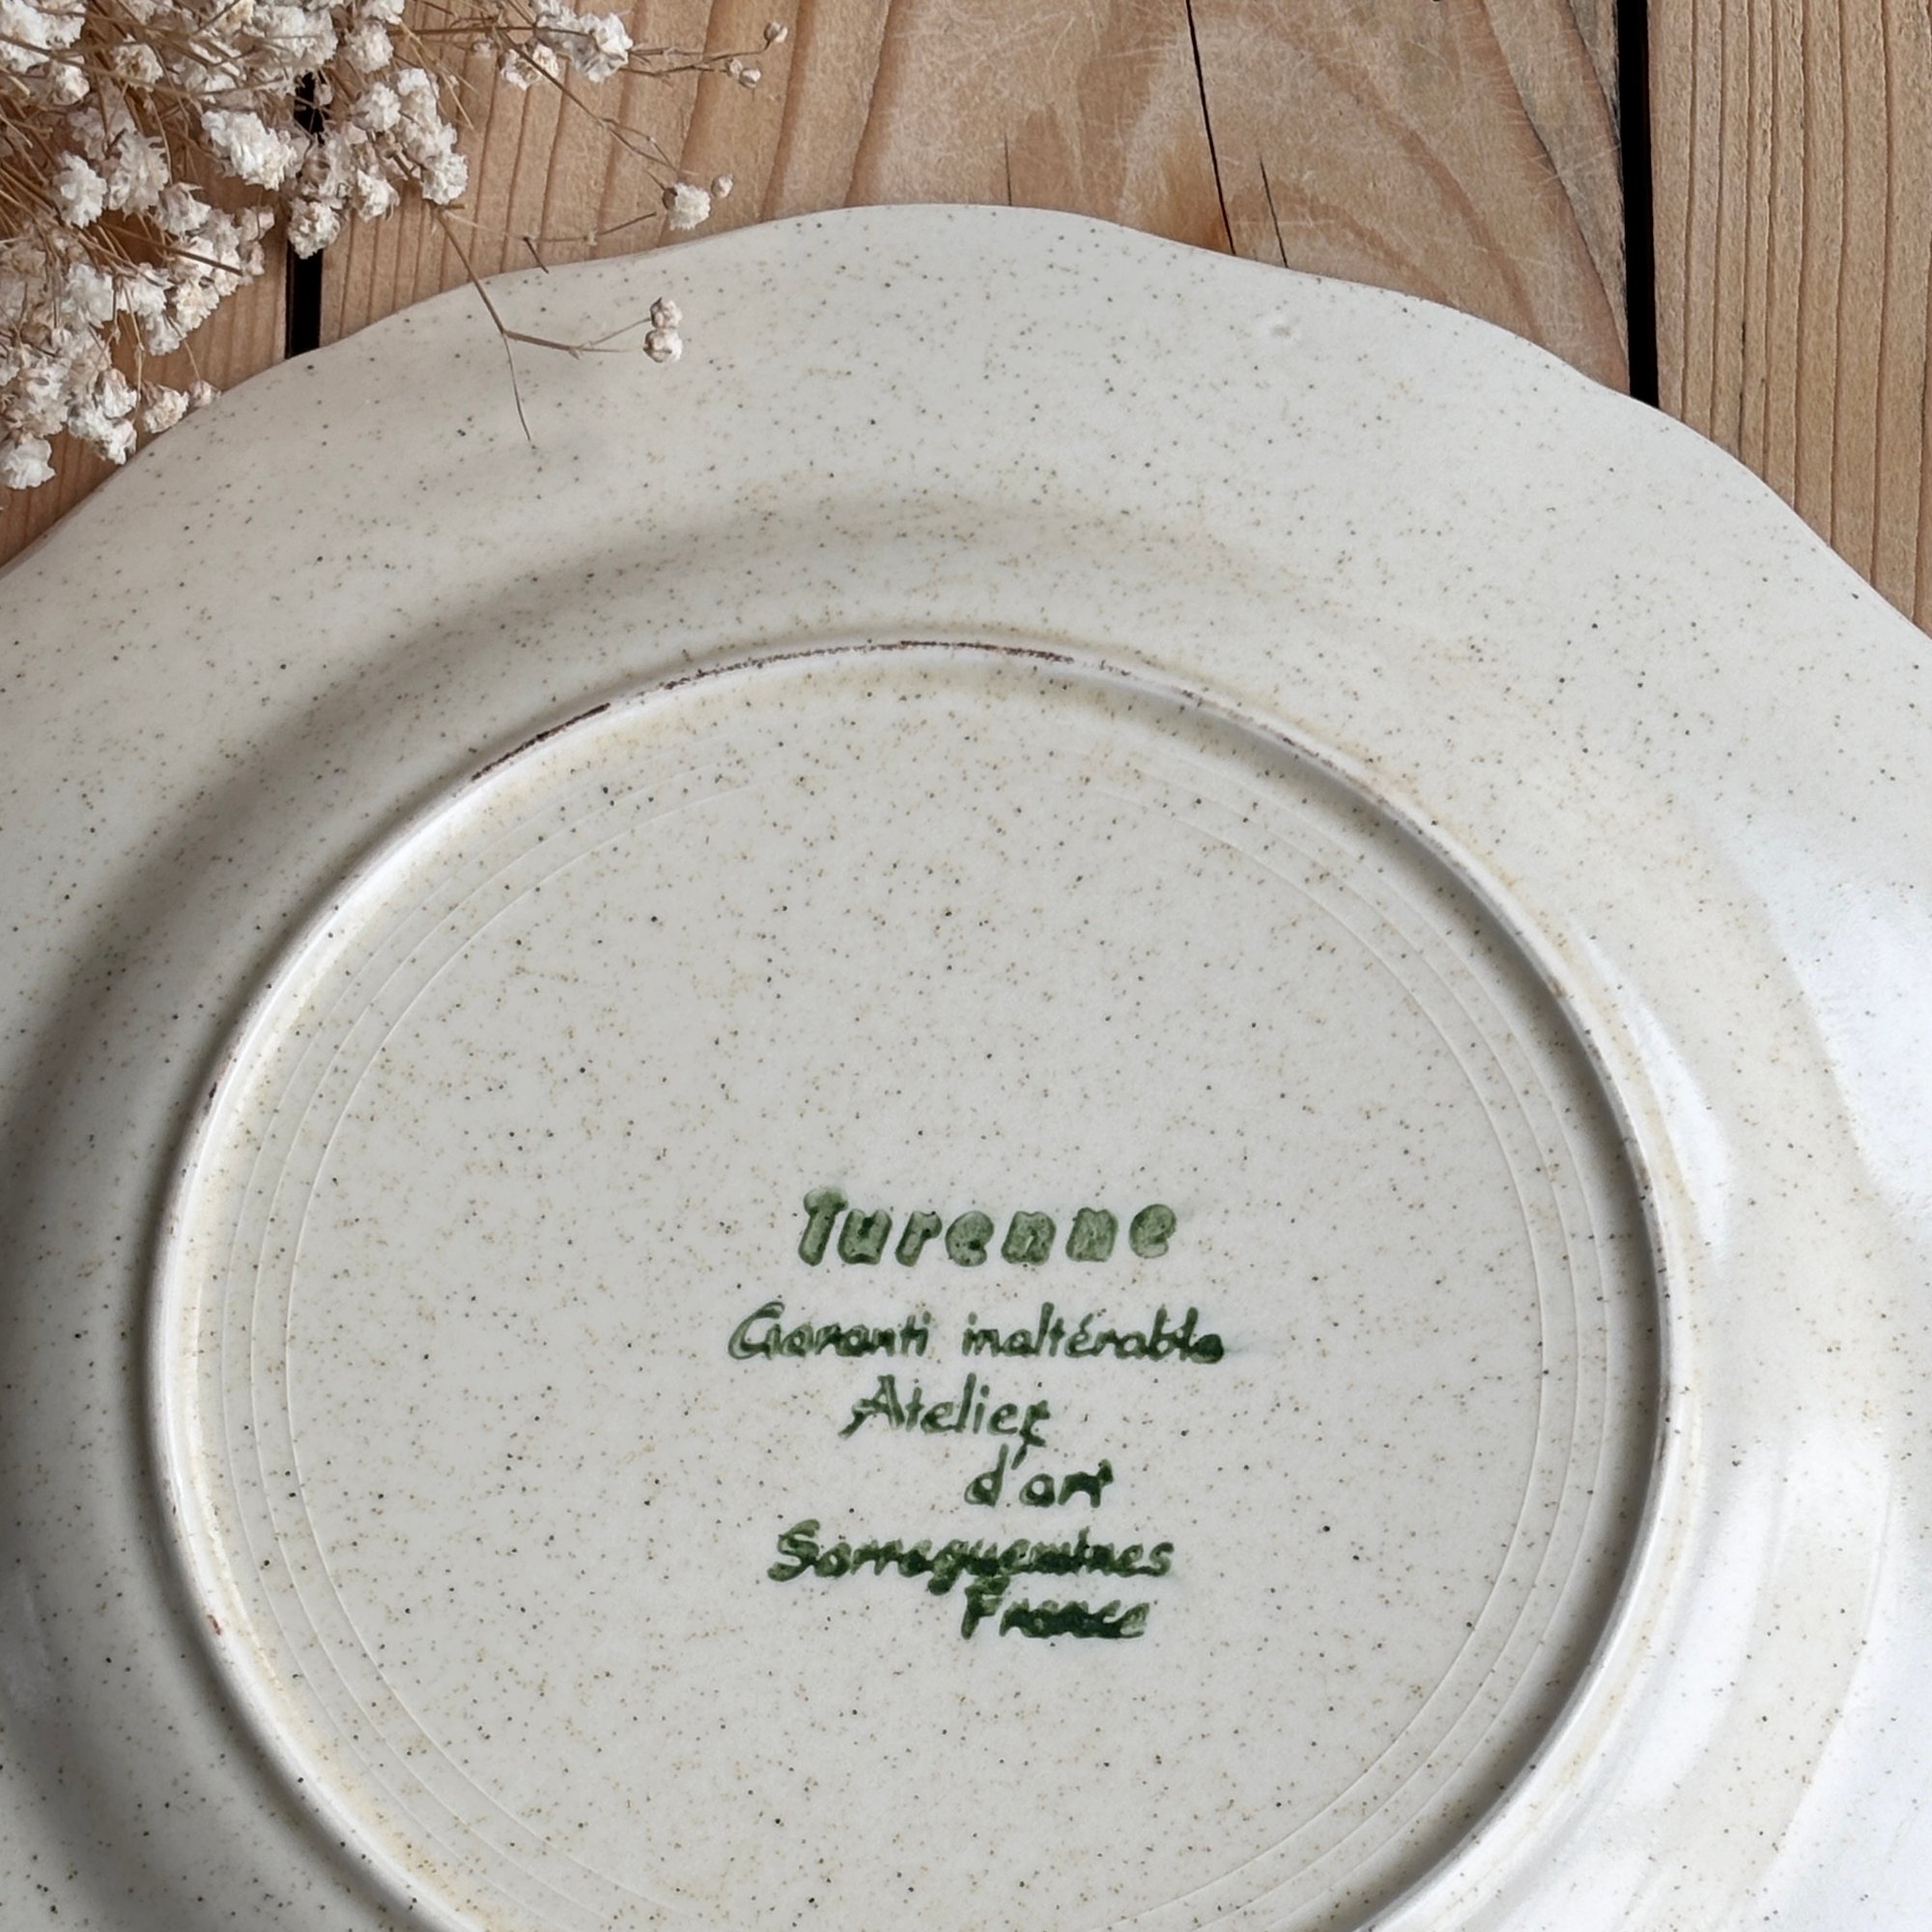 Turenne
Garanti inaltérable
Atelier
d'art
Sarreguemines
France